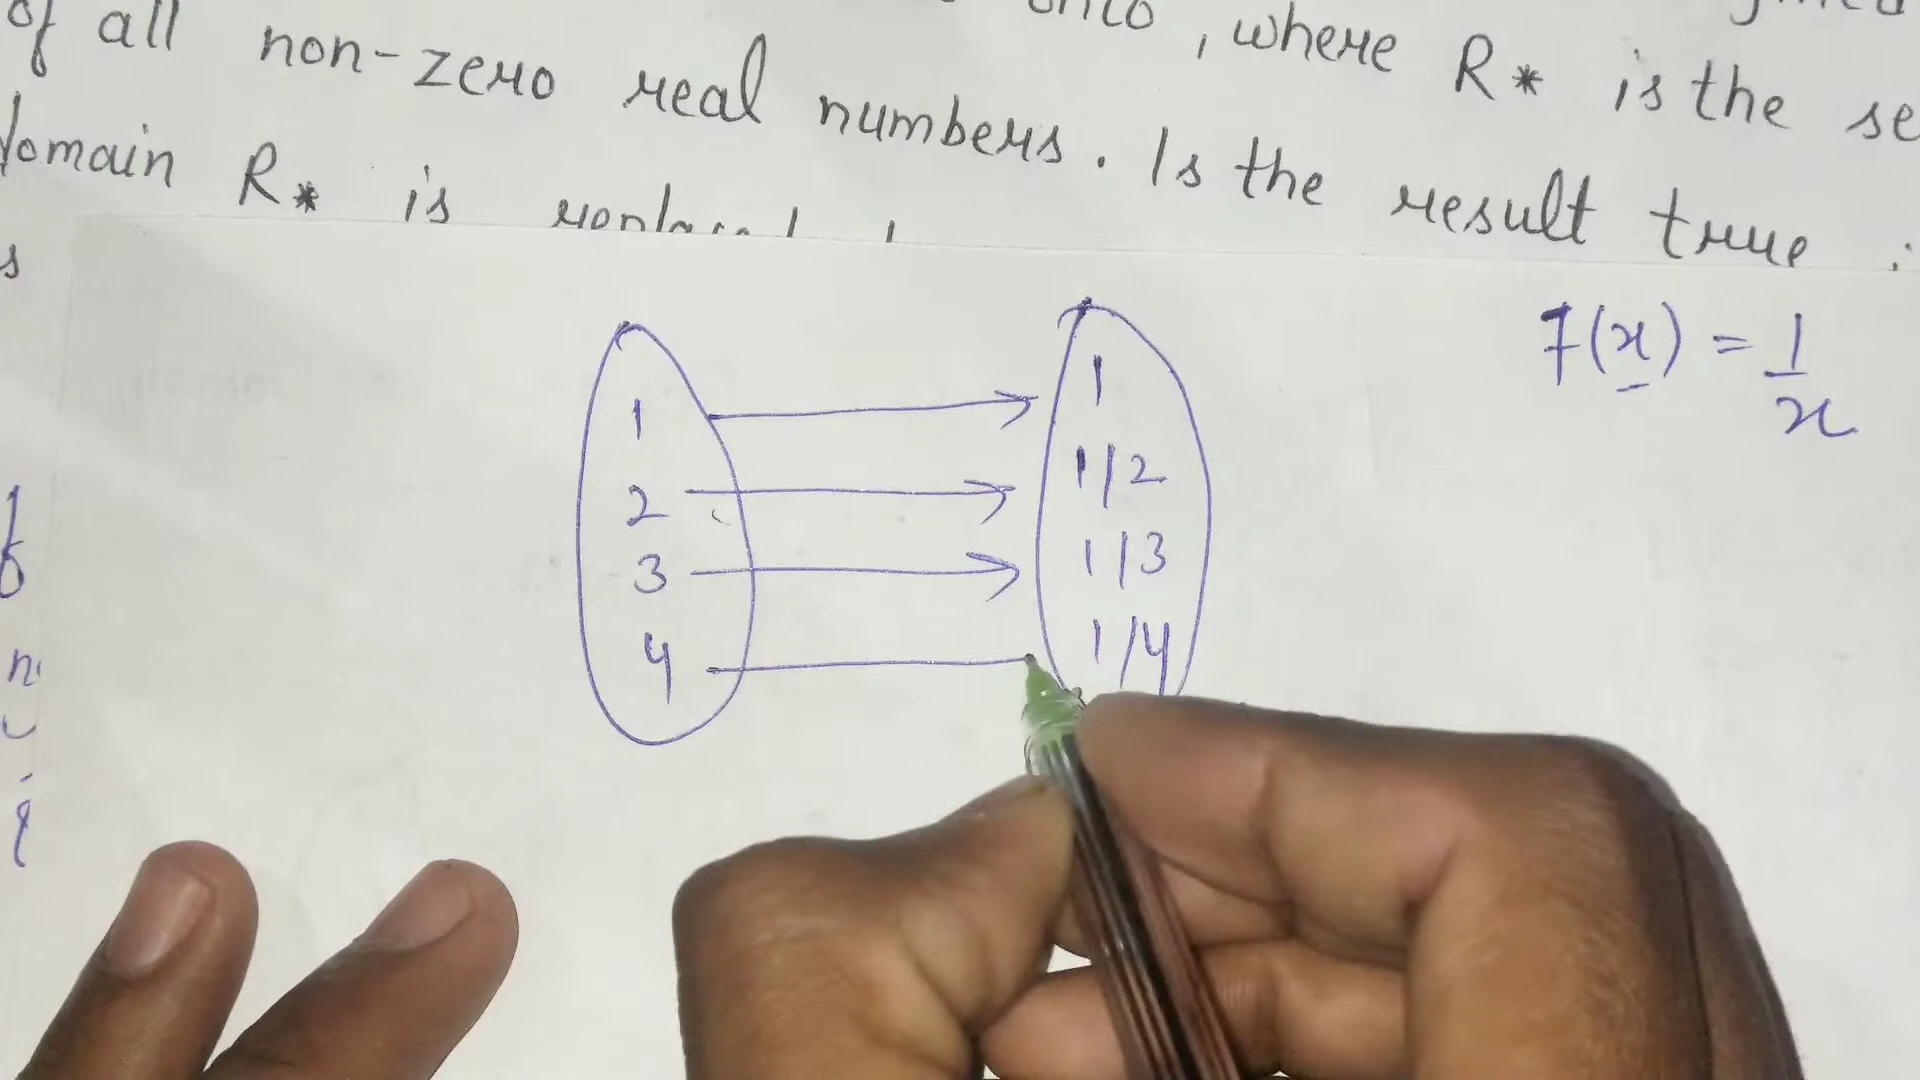 onto, where R* is the
of all non-zero real numbers. Is the result true
domain R* is
f(x) = 1/x
1 1
2 1/2
3 1/3
4 1/4